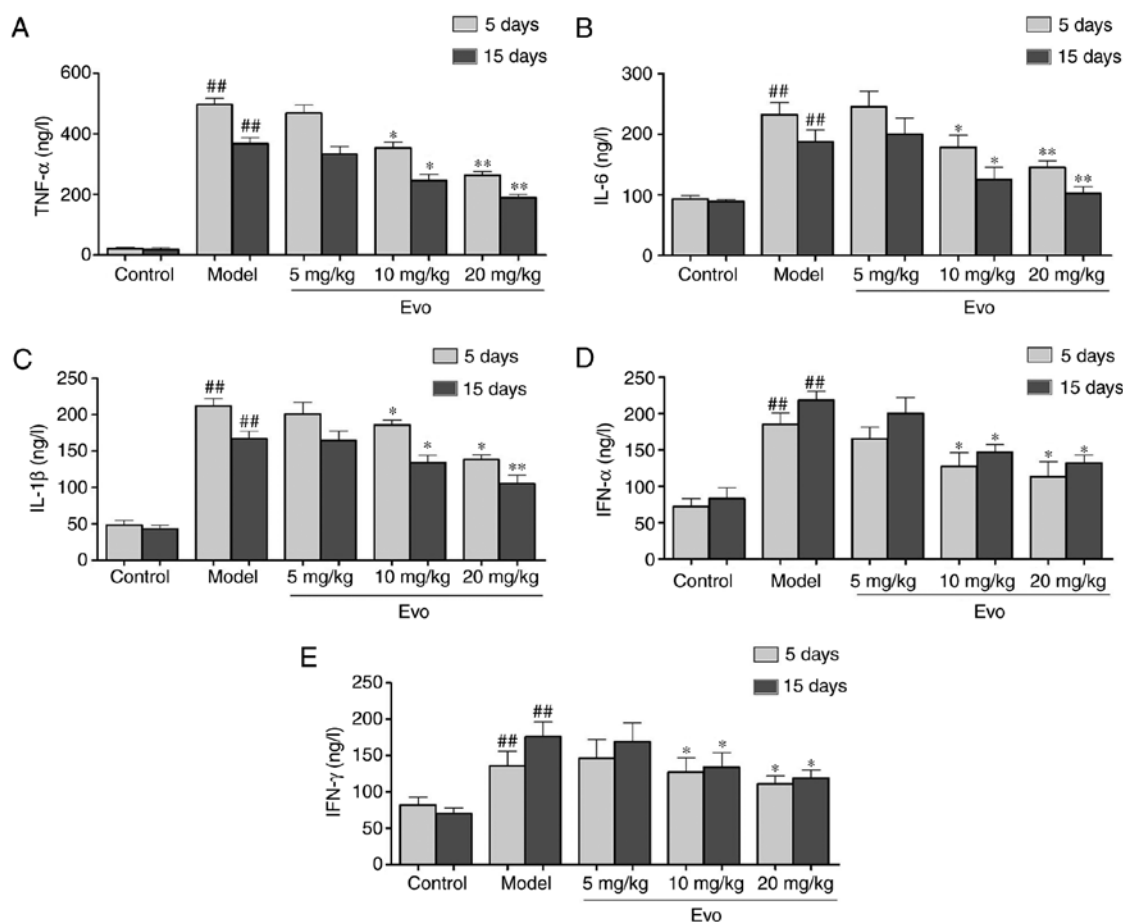 A
5 days
15 days
TNF-α (ng/l)
600
400
200
0
## ## * * ** **
Control Model 5 mg/kg 10 mg/kg 20 mg/kg
Evo
B
5 days
15 days
IL-6 (ng/l)
300
200
100
0
## ## * * ** **
Control Model 5 mg/kg 10 mg/kg 20 mg/kg
Evo
C
5 days
15 days
IL-1β (ng/l)
250
200
150
100
50
0
## ## * * * **
Control Model 5 mg/kg 10 mg/kg 20 mg/kg
Evo
D
5 days
15 days
IFN-α (ng/l)
250
200
150
100
50
0
## ## * * * *
Control Model 5 mg/kg 10 mg/kg 20 mg/kg
Evo
E
5 days
15 days
IFN-γ (ng/l)
250
200
150
100
50
0
## ## * * * *
Control Model 5 mg/kg 10 mg/kg 20 mg/kg
Evo